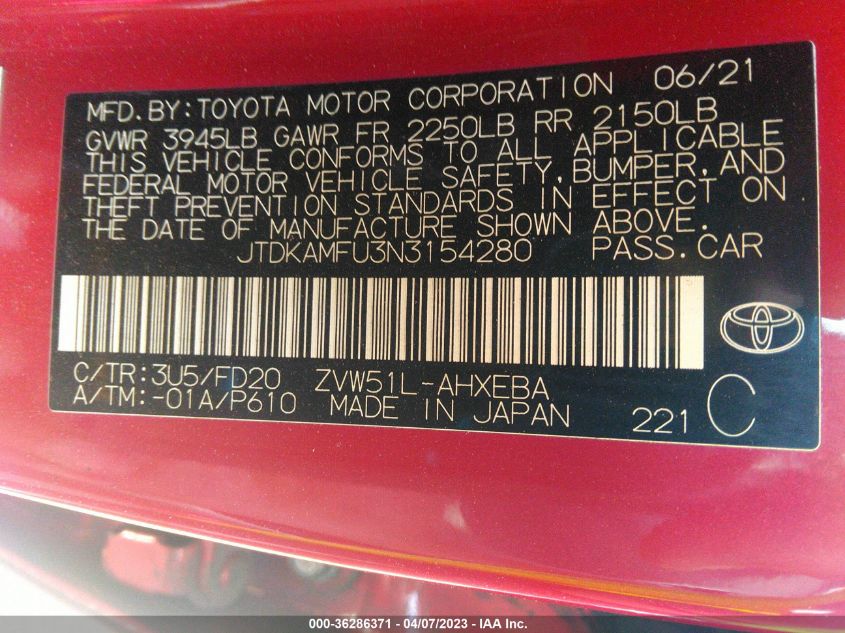 MFD.BY:TOYOTA MOTOR CORPORATION 06/21
GVWR 3945LB GAWR FR 2250LB RR 2150LB
THIS VEHICLE CONFORMS TO ALL APPLICABLE
FEDERAL MOTOR VEHICLE SAFETY,BUMPER,AND
THEFT PREVENTION STANDARDS IN EFFECT ON
THE DATE OF MANUFACTURE SHOWN ABOVE.
JTDKAMFU3N3154280 PASS.CAR
C/TR:3U5/FD20 ZVW51L-AHXEBA
A/TM:-01A/P610 MADE IN JAPAN 221 C
000-36286371 | 04/07/2023 - IAA Inc.